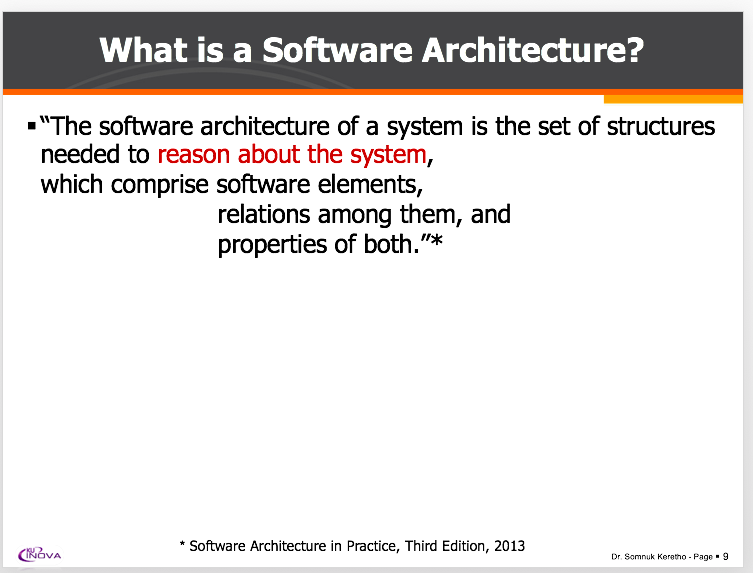 What is a Software Architecture?
▪“The software architecture of a system is the set of structures
needed to reason about the system,
which comprise software elements,
relations among them, and
properties of both.”*
* Software Architecture in Practice, Third Edition, 2013
KU
INOVA
Dr. Somnuk Keretho - Page ▪ 9